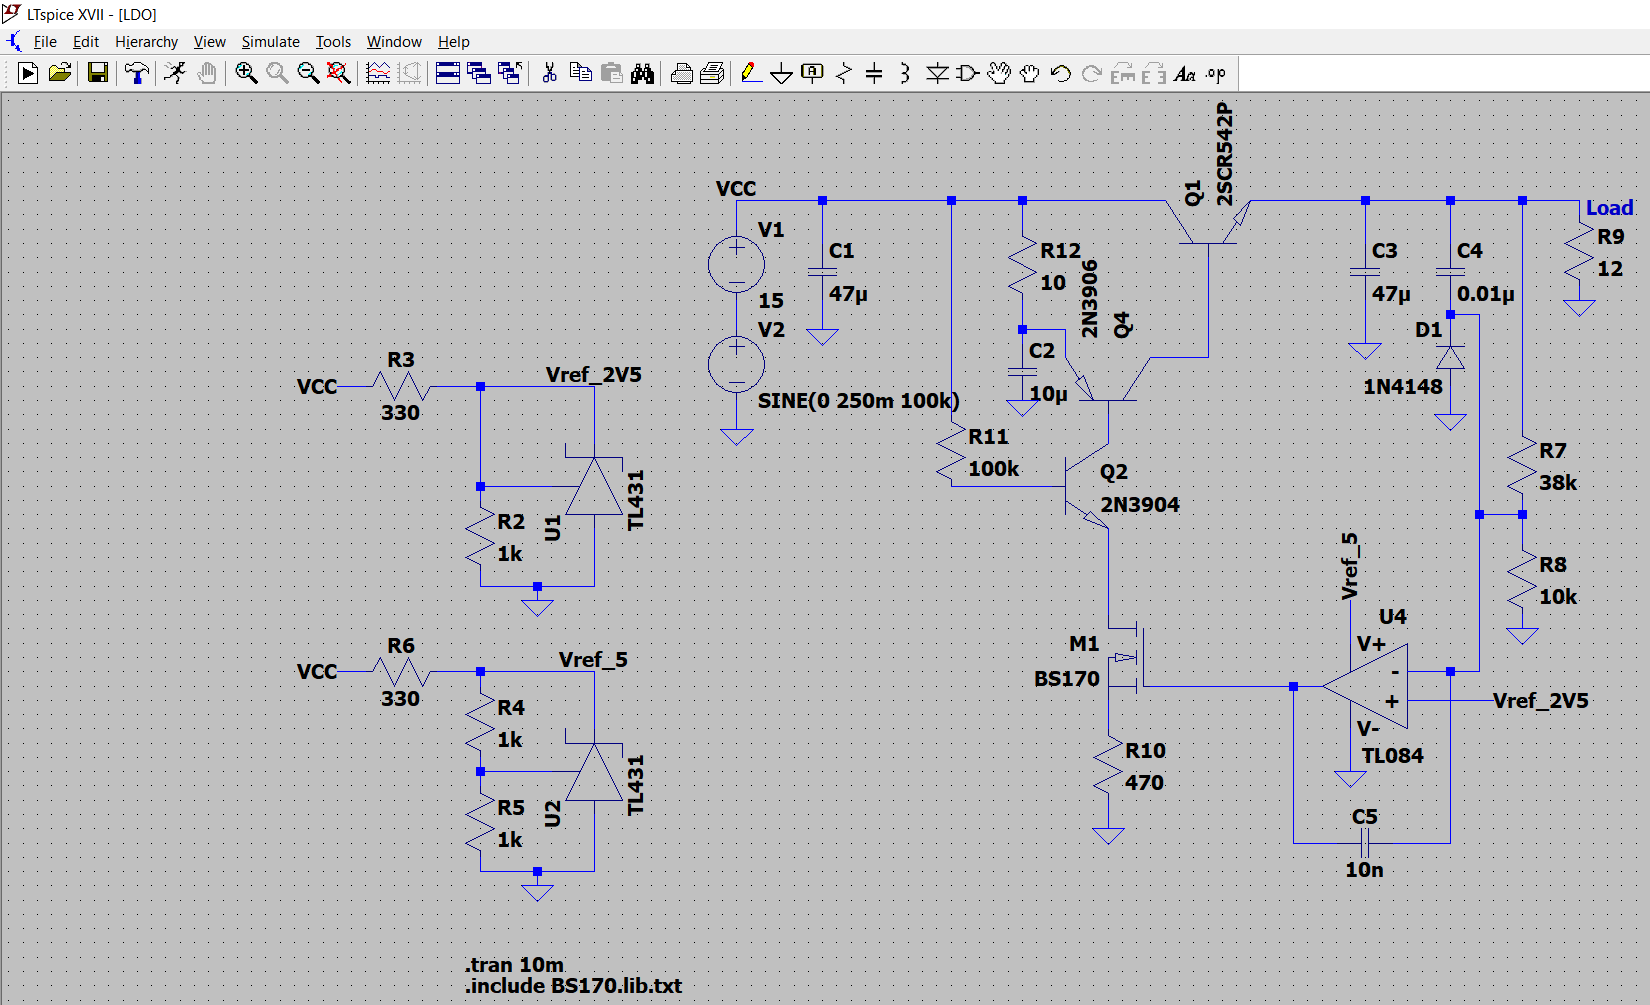 LTspice XVII - [LDO]
File Edit Hierarchy View Simulate Tools Window Help
Aa .op
VCC
V1
15
V2
SINE(0 250m 100k)
C1
47µ
R12
10
C2
10µ
2N3906
Q4
Q1
2SCR542P
C3
47µ
C4
0.01µ
Load
R9
12
D1
1N4148
R11
100k
Q2
2N3904
R7
38k
R8
10k
VCC
R3
330
Vref_2V5
R2
1k
U1
TL431
VCC
R6
330
Vref_5
R4
1k
R5
1k
U2
TL431
M1
BS170
R10
470
Vref_5
U4
V+
-
+
V-
TL084
Vref_2V5
C5
10n
.tran 10m
.include BS170.lib.txt